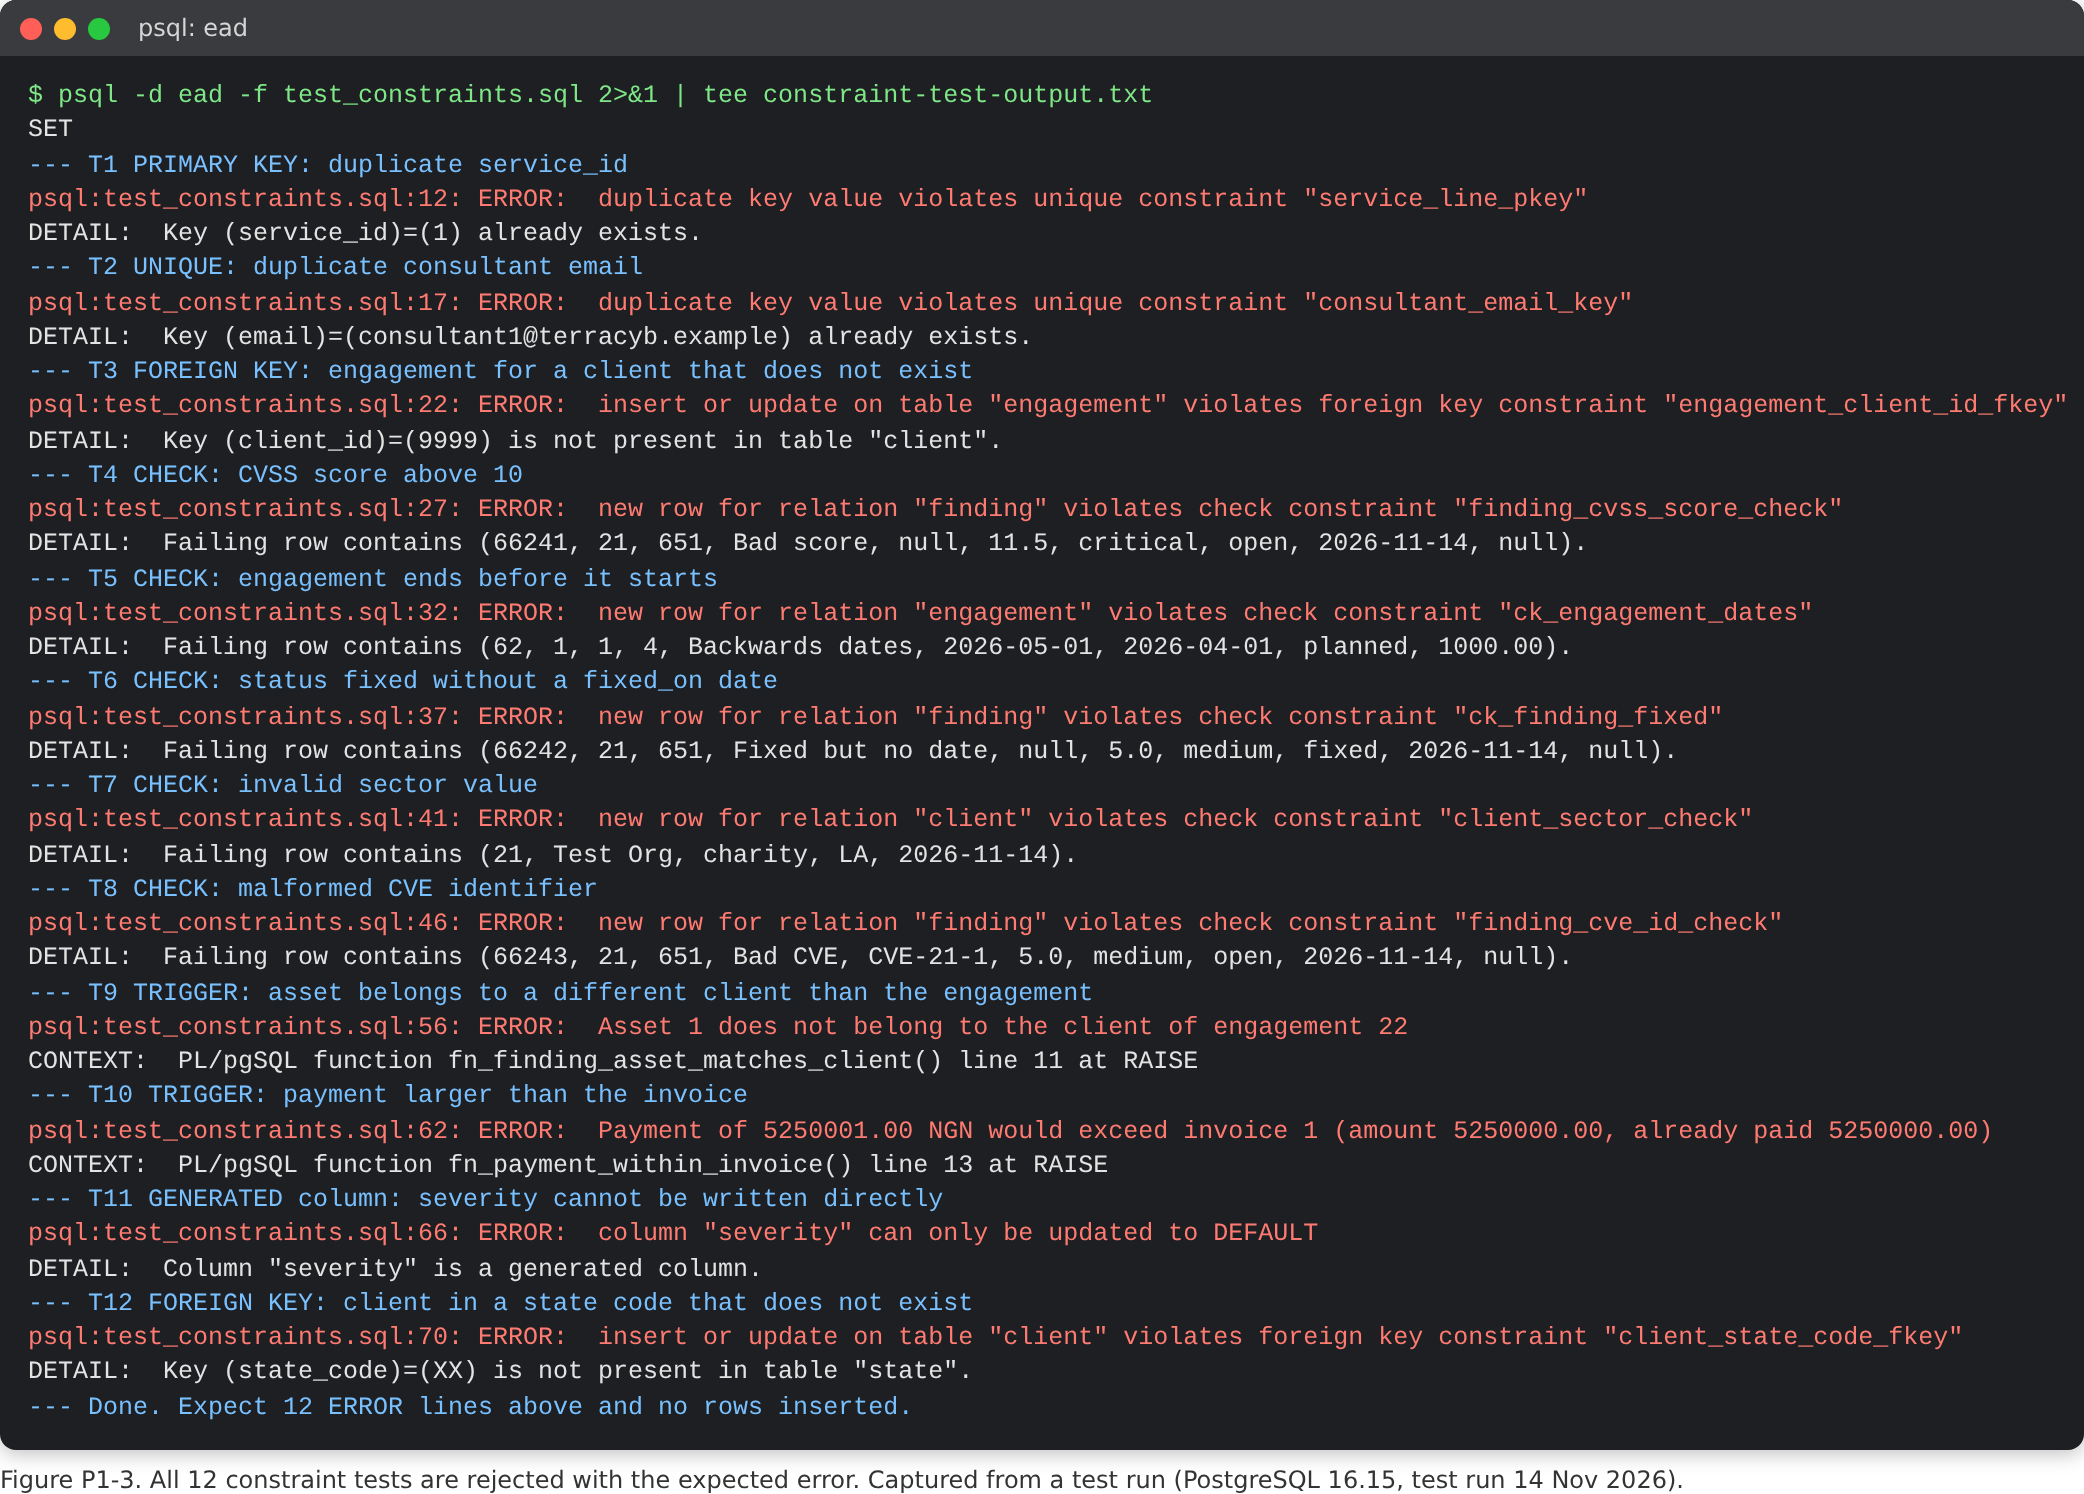 psql: ead
$ psql -d ead -f test_constraints.sql 2>&1 | tee constraint-test-output.txt
SET
--- T1 PRIMARY KEY: duplicate service_id
psql:test_constraints.sql:12: ERROR:  duplicate key value violates unique constraint "service_line_pkey"
DETAIL:  Key (service_id)=(1) already exists.
--- T2 UNIQUE: duplicate consultant email
psql:test_constraints.sql:17: ERROR:  duplicate key value violates unique constraint "consultant_email_key"
DETAIL:  Key (email)=(consultant1@terracyb.example) already exists.
--- T3 FOREIGN KEY: engagement for a client that does not exist
psql:test_constraints.sql:22: ERROR:  insert or update on table "engagement" violates foreign key constraint "engagement_client_id_fkey"
DETAIL:  Key (client_id)=(9999) is not present in table "client".
--- T4 CHECK: CVSS score above 10
psql:test_constraints.sql:27: ERROR:  new row for relation "finding" violates check constraint "finding_cvss_score_check"
DETAIL:  Failing row contains (66241, 21, 651, Bad score, null, 11.5, critical, open, 2026-11-14, null).
--- T5 CHECK: engagement ends before it starts
psql:test_constraints.sql:32: ERROR:  new row for relation "engagement" violates check constraint "ck_engagement_dates"
DETAIL:  Failing row contains (62, 1, 1, 4, Backwards dates, 2026-05-01, 2026-04-01, planned, 1000.00).
--- T6 CHECK: status fixed without a fixed_on date
psql:test_constraints.sql:37: ERROR:  new row for relation "finding" violates check constraint "ck_finding_fixed"
DETAIL:  Failing row contains (66242, 21, 651, Fixed but no date, null, 5.0, medium, fixed, 2026-11-14, null).
--- T7 CHECK: invalid sector value
psql:test_constraints.sql:41: ERROR:  new row for relation "client" violates check constraint "client_sector_check"
DETAIL:  Failing row contains (21, Test Org, charity, LA, 2026-11-14).
--- T8 CHECK: malformed CVE identifier
psql:test_constraints.sql:46: ERROR:  new row for relation "finding" violates check constraint "finding_cve_id_check"
DETAIL:  Failing row contains (66243, 21, 651, Bad CVE, CVE-21-1, 5.0, medium, open, 2026-11-14, null).
--- T9 TRIGGER: asset belongs to a different client than the engagement
psql:test_constraints.sql:56: ERROR:  Asset 1 does not belong to the client of engagement 22
CONTEXT:  PL/pgSQL function fn_finding_asset_matches_client() line 11 at RAISE
--- T10 TRIGGER: payment larger than the invoice
psql:test_constraints.sql:62: ERROR:  Payment of 5250001.00 NGN would exceed invoice 1 (amount 5250000.00, already paid 5250000.00)
CONTEXT:  PL/pgSQL function fn_payment_within_invoice() line 13 at RAISE
--- T11 GENERATED column: severity cannot be written directly
psql:test_constraints.sql:66: ERROR:  column "severity" can only be updated to DEFAULT
DETAIL:  Column "severity" is a generated column.
--- T12 FOREIGN KEY: client in a state code that does not exist
psql:test_constraints.sql:70: ERROR:  insert or update on table "client" violates foreign key constraint "client_state_code_fkey"
DETAIL:  Key (state_code)=(XX) is not present in table "state".
--- Done. Expect 12 ERROR lines above and no rows inserted.
Figure P1-3. All 12 constraint tests are rejected with the expected error. Captured from a test run (PostgreSQL 16.15, test run 14 Nov 2026).